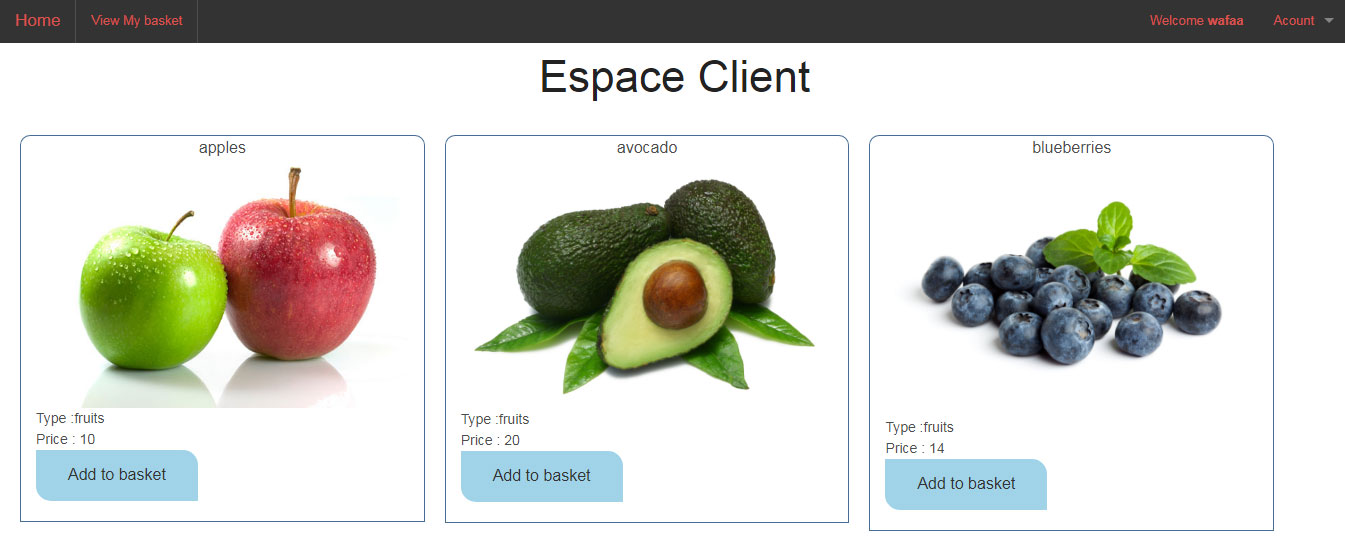 Home View My basket Welcome wafaa Acount
Espace Client
apples
Type :fruits
Price : 10
Add to basket
avocado
Type :fruits
Price : 20
Add to basket
blueberries
Type :fruits
Price : 14
Add to basket